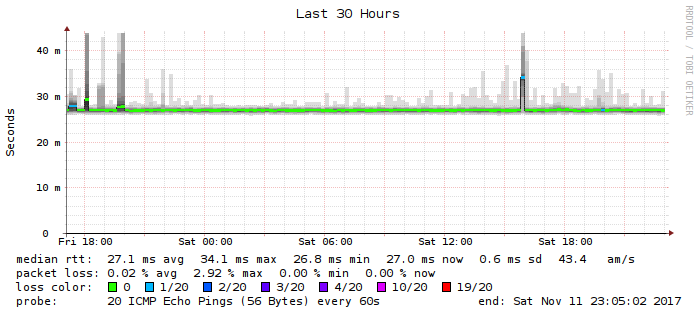 Last 30 Hours
RRDTOOL / TOBI OETIKER
Seconds
40 m
30 m
20 m
10 m
0
Fri 18:00 Sat 00:00 Sat 06:00 Sat 12:00 Sat 18:00
median rtt: 27.1 ms avg 34.1 ms max 26.8 ms min 27.0 ms now 0.6 ms sd 43.4 am/s
packet loss: 0.02 % avg 2.92 % max 0.00 % min 0.00 % now
loss color: 0 1/20 2/20 3/20 4/20 10/20 19/20
probe: 20 ICMP Echo Pings (56 Bytes) every 60s end: Sat Nov 11 23:05:02 2017